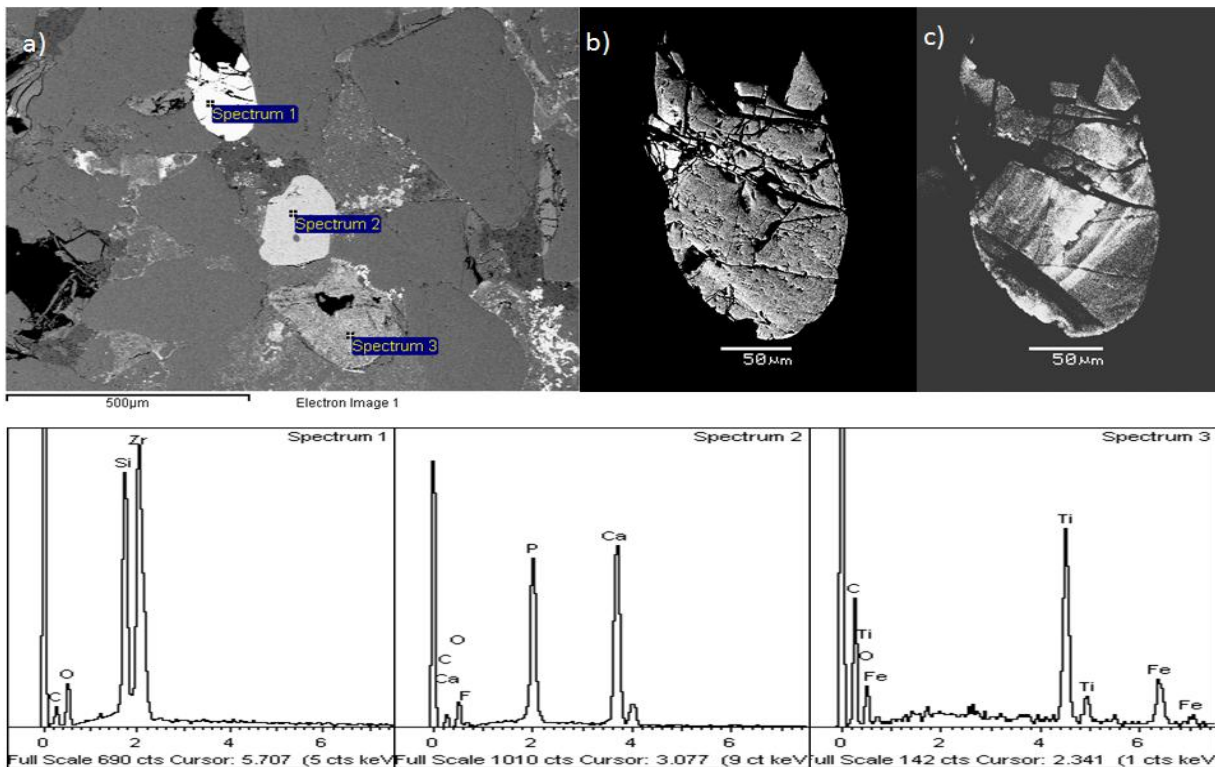 a)
Spectrum 1
Spectrum 2
Spectrum 3
500µm
Electron Image 1
b)
50µm
c)
50µm
Spectrum 1
Zr
Si
O
C
0 2 4 6
Full Scale 690 cts Cursor: 5.707 (5 cts keV
Spectrum 2
Ca
P
O
C
Ca
F
0 2 4 6
Full Scale 1010 cts Cursor: 3.077 (9 ct keV
Spectrum 3
Ti
C
Ti
O
Fe
Fe
Ti
Fe
0 2 4 6
Full Scale 142 cts Cursor: 2.341 (1 cts keV